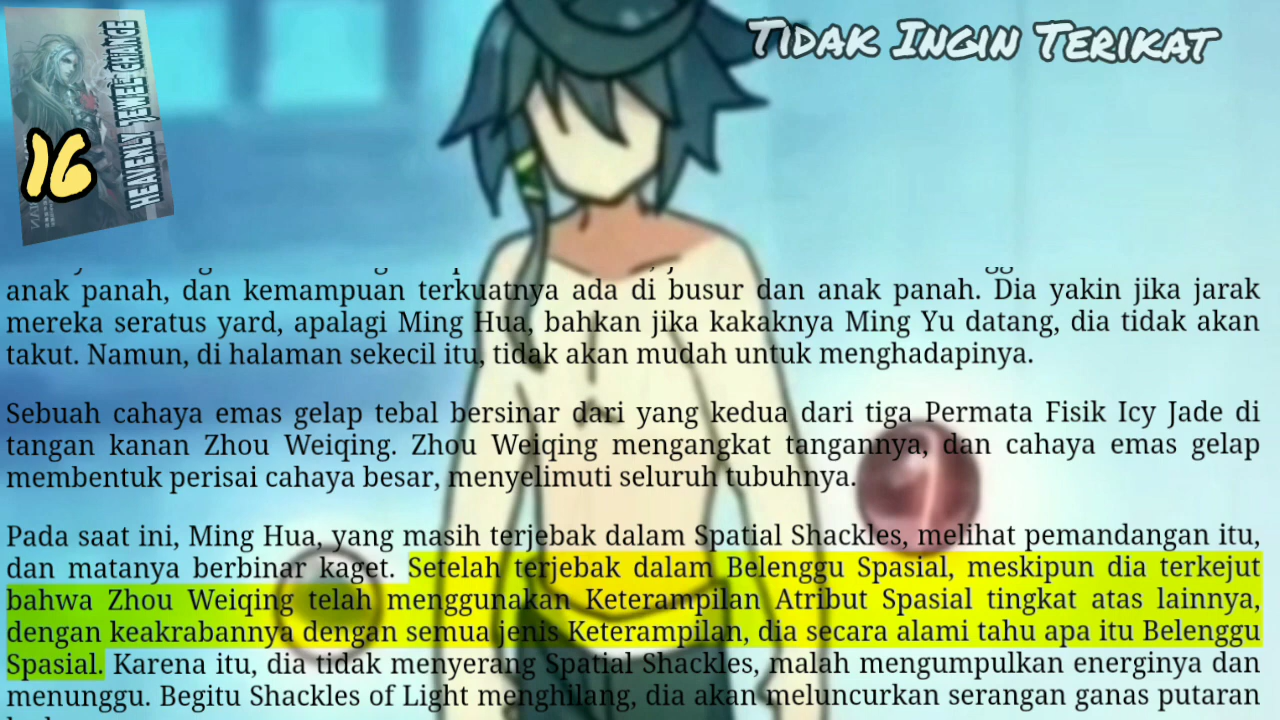 Tidak Ingin Terikat
HEAVENLY JEWEL CHANGE
16
anak panah, dan kemampuan terkuatnya ada di busur dan anak panah. Dia yakin jika jarak
mereka seratus yard, apalagi Ming Hua, bahkan jika kakaknya Ming Yu datang, dia tidak akan
takut. Namun, di halaman sekecil itu, tidak akan mudah untuk menghadapinya.
Sebuah cahaya emas gelap tebal bersinar dari yang kedua dari tiga Permata Fisik Icy Jade di
tangan kanan Zhou Weiqing. Zhou Weiqing mengangkat tangannya, dan cahaya emas gelap
membentuk perisai cahaya besar, menyelimuti seluruh tubuhnya.
Pada saat ini, Ming Hua, yang masih terjebak dalam Spatial Shackles, melihat pemandangan itu,
dan matanya berbinar kaget. Setelah terjebak dalam Belenggu Spasial, meskipun dia terkejut
bahwa Zhou Weiqing telah menggunakan Keterampilan Atribut Spasial tingkat atas lainnya,
dengan keakrabannya dengan semua jenis Keterampilan, dia secara alami tahu apa itu Belenggu
Spasial. Karena itu, dia tidak menyerang Spatial Shackles, malah mengumpulkan energinya dan
menunggu. Begitu Shackles of Light menghilang, dia akan meluncurkan serangan ganas putaran